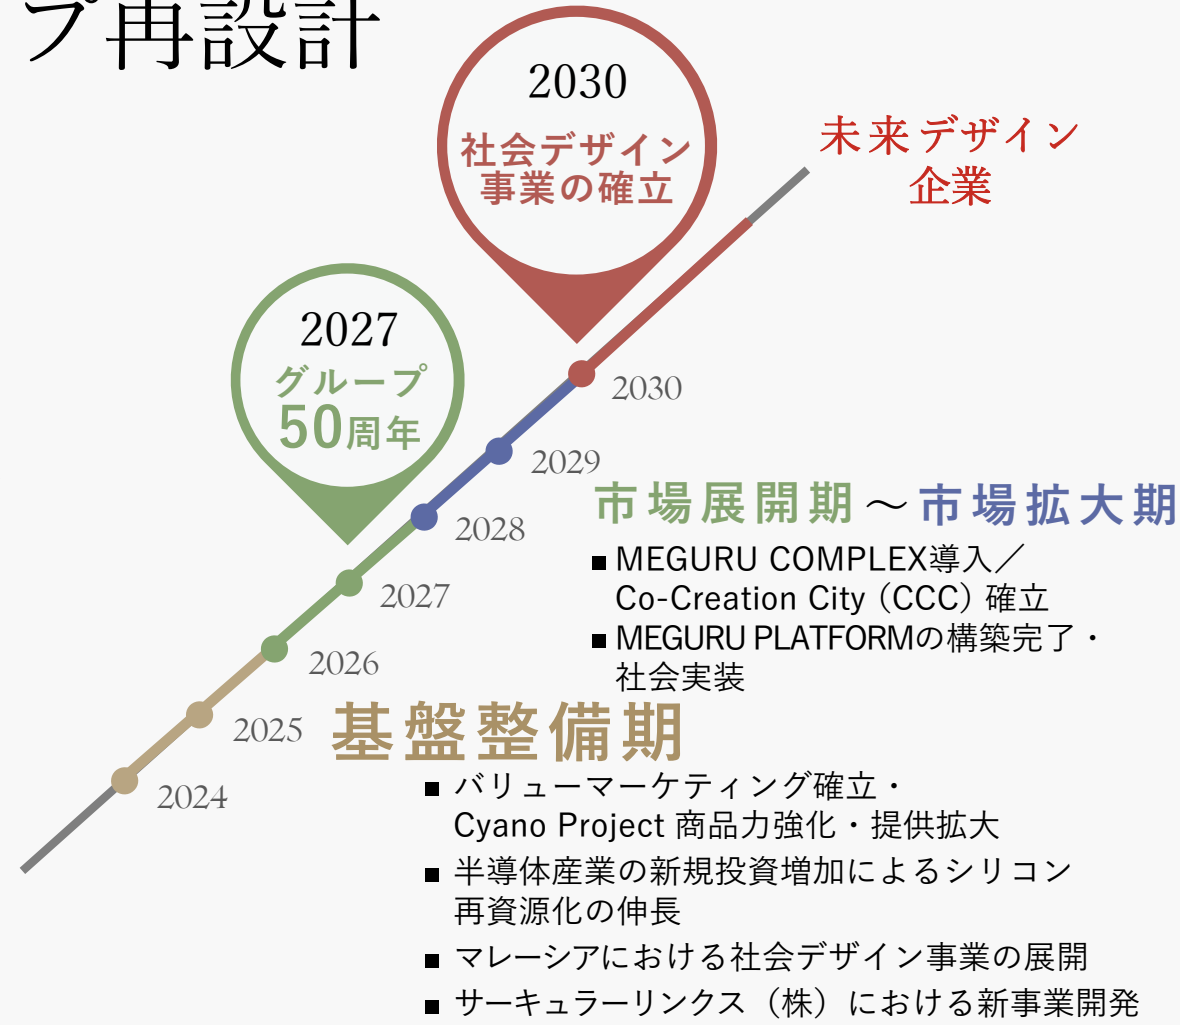 プ再設計
2030
社会デザイン
事業の確立
未来デザイン
企業
2027
グループ
50周年
2030
2029
2028
2027
2026
2025
2024
市場展開期～市場拡大期
■ MEGURU COMPLEX導入／
Co-Creation City（CCC）確立
■ MEGURU PLATFORMの構築完了・
社会実装
基盤整備期
■ バリューマーケティング確立・
Cyano Project 商品力強化・提供拡大
■ 半導体産業の新規投資増加によるシリコン
再資源化の伸長
■ マレーシアにおける社会デザイン事業の展開
■ サーキュラーリンクス（株）における新事業開発